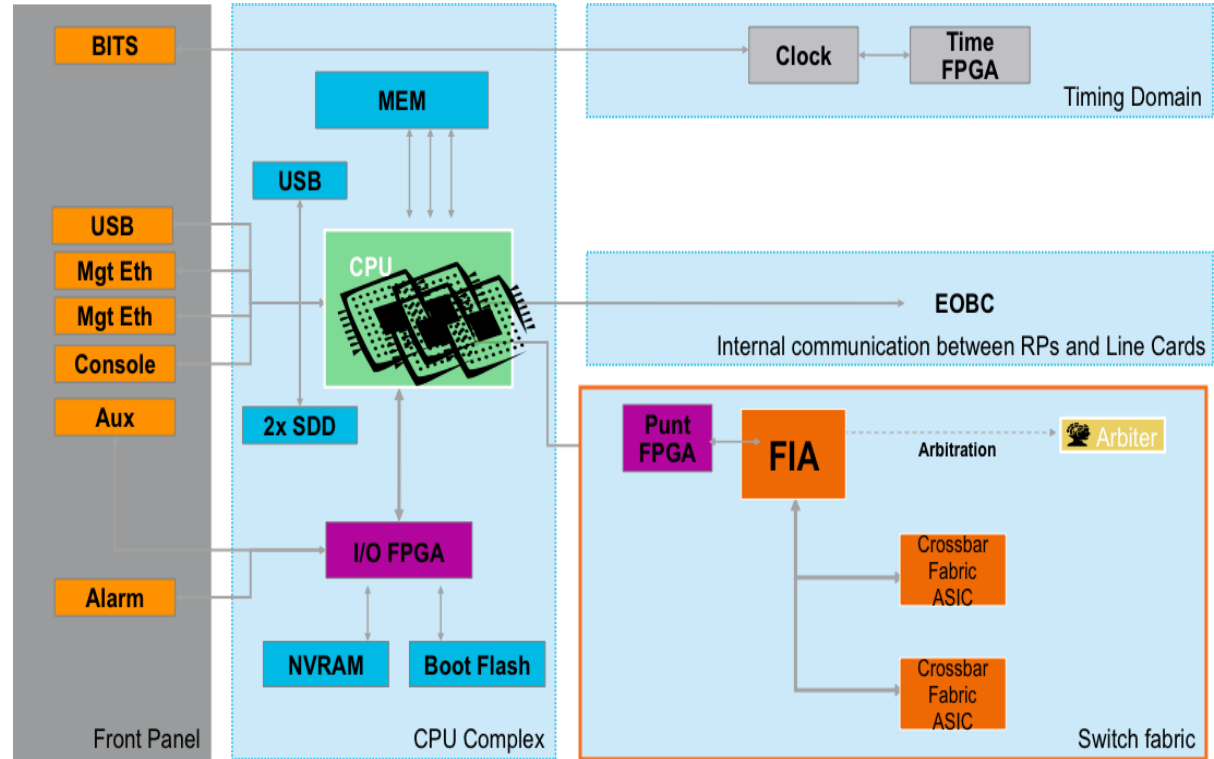 BITS
Clock
Time
FPGA
Timing Domain
MEM
USB
USB
Mgt Eth
Mgt Eth
Console
Aux
CPU
EOBC
Internal communication between RPs and Line Cards
2x SDD
Punt
FPGA
FIA
Arbitration
Arbiter
I/O FPGA
Crossbar
Fabric
ASIC
Alarm
NVRAM
Boot Flash
Crossbar
Fabric
ASIC
Front Panel
CPU Complex
Switch fabric